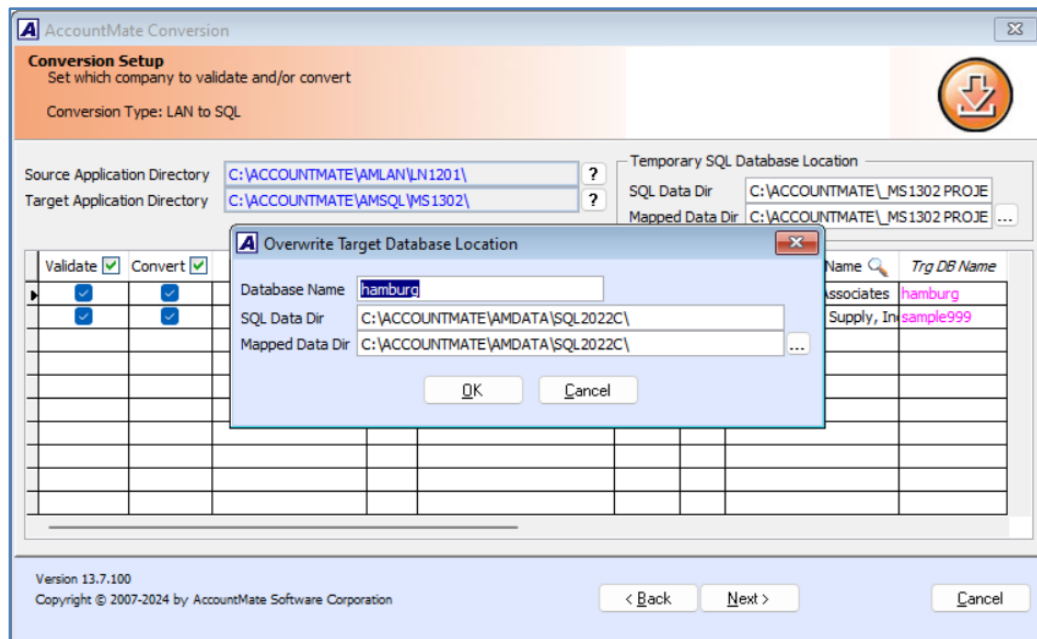 AccountMate Conversion
Conversion Setup
Set which company to validate and/or convert
Conversion Type: LAN to SQL
Source Application Directory C:\ACCOUNTMATE\AMLAN\LN1201\ ?
Target Application Directory C:\ACCOUNTMATE\AMSQL\MS1302\ ?
Temporary SQL Database Location
SQL Data Dir C:\ACCOUNTMATE\_MS1302 PROJE
Mapped Data Dir C:\ACCOUNTMATE\_MS1302 PROJE ...
Validate Convert Name Trg DB Name
Associates hamburg
Supply, In sample999
Overwrite Target Database Location
Database Name hamburg
SQL Data Dir C:\ACCOUNTMATE\AMDATA\SQL2022C\
Mapped Data Dir C:\ACCOUNTMATE\AMDATA\SQL2022C\ ...
OK Cancel
Version 13.7.100
Copyright © 2007-2024 by AccountMate Software Corporation
< Back Next > Cancel